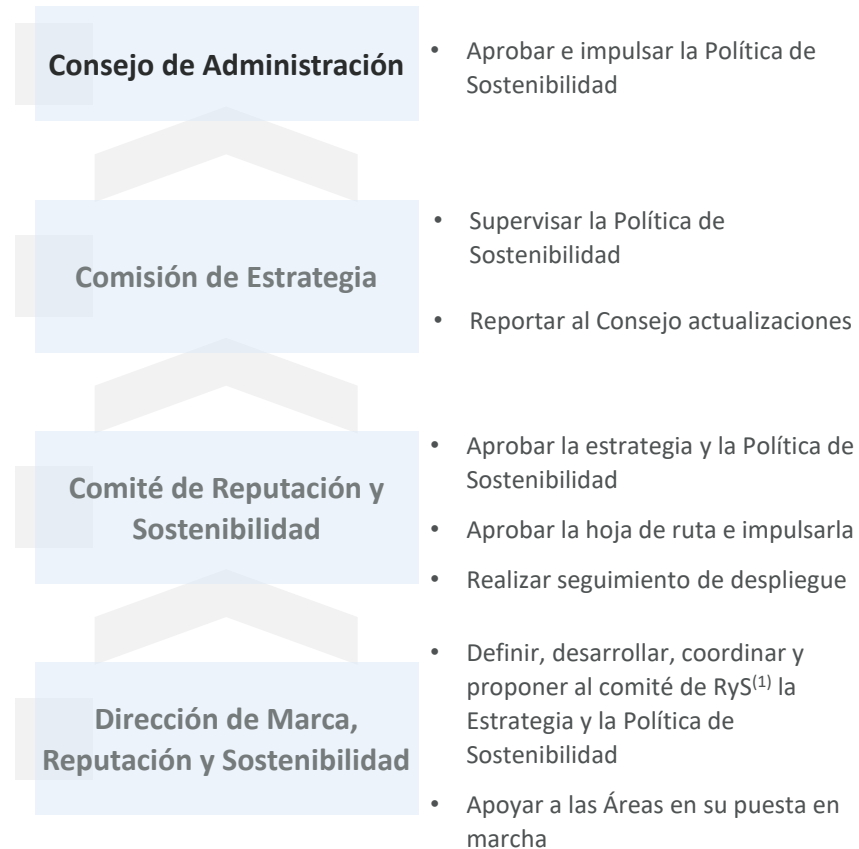 Consejo de Administración
• Aprobar e impulsar la Política de
Sostenibilidad
Comisión de Estrategia
• Supervisar la Política de
Sostenibilidad
• Reportar al Consejo actualizaciones
Comité de Reputación y
Sostenibilidad
• Aprobar la estrategia y la Política de
Sostenibilidad
• Aprobar la hoja de ruta e impulsarla
• Realizar seguimiento de despliegue
Dirección de Marca,
Reputación y Sostenibilidad
• Definir, desarrollar, coordinar y
proponer al comité de RyS(1) la
Estrategia y la Política de
Sostenibilidad
• Apoyar a las Áreas en su puesta en
marcha